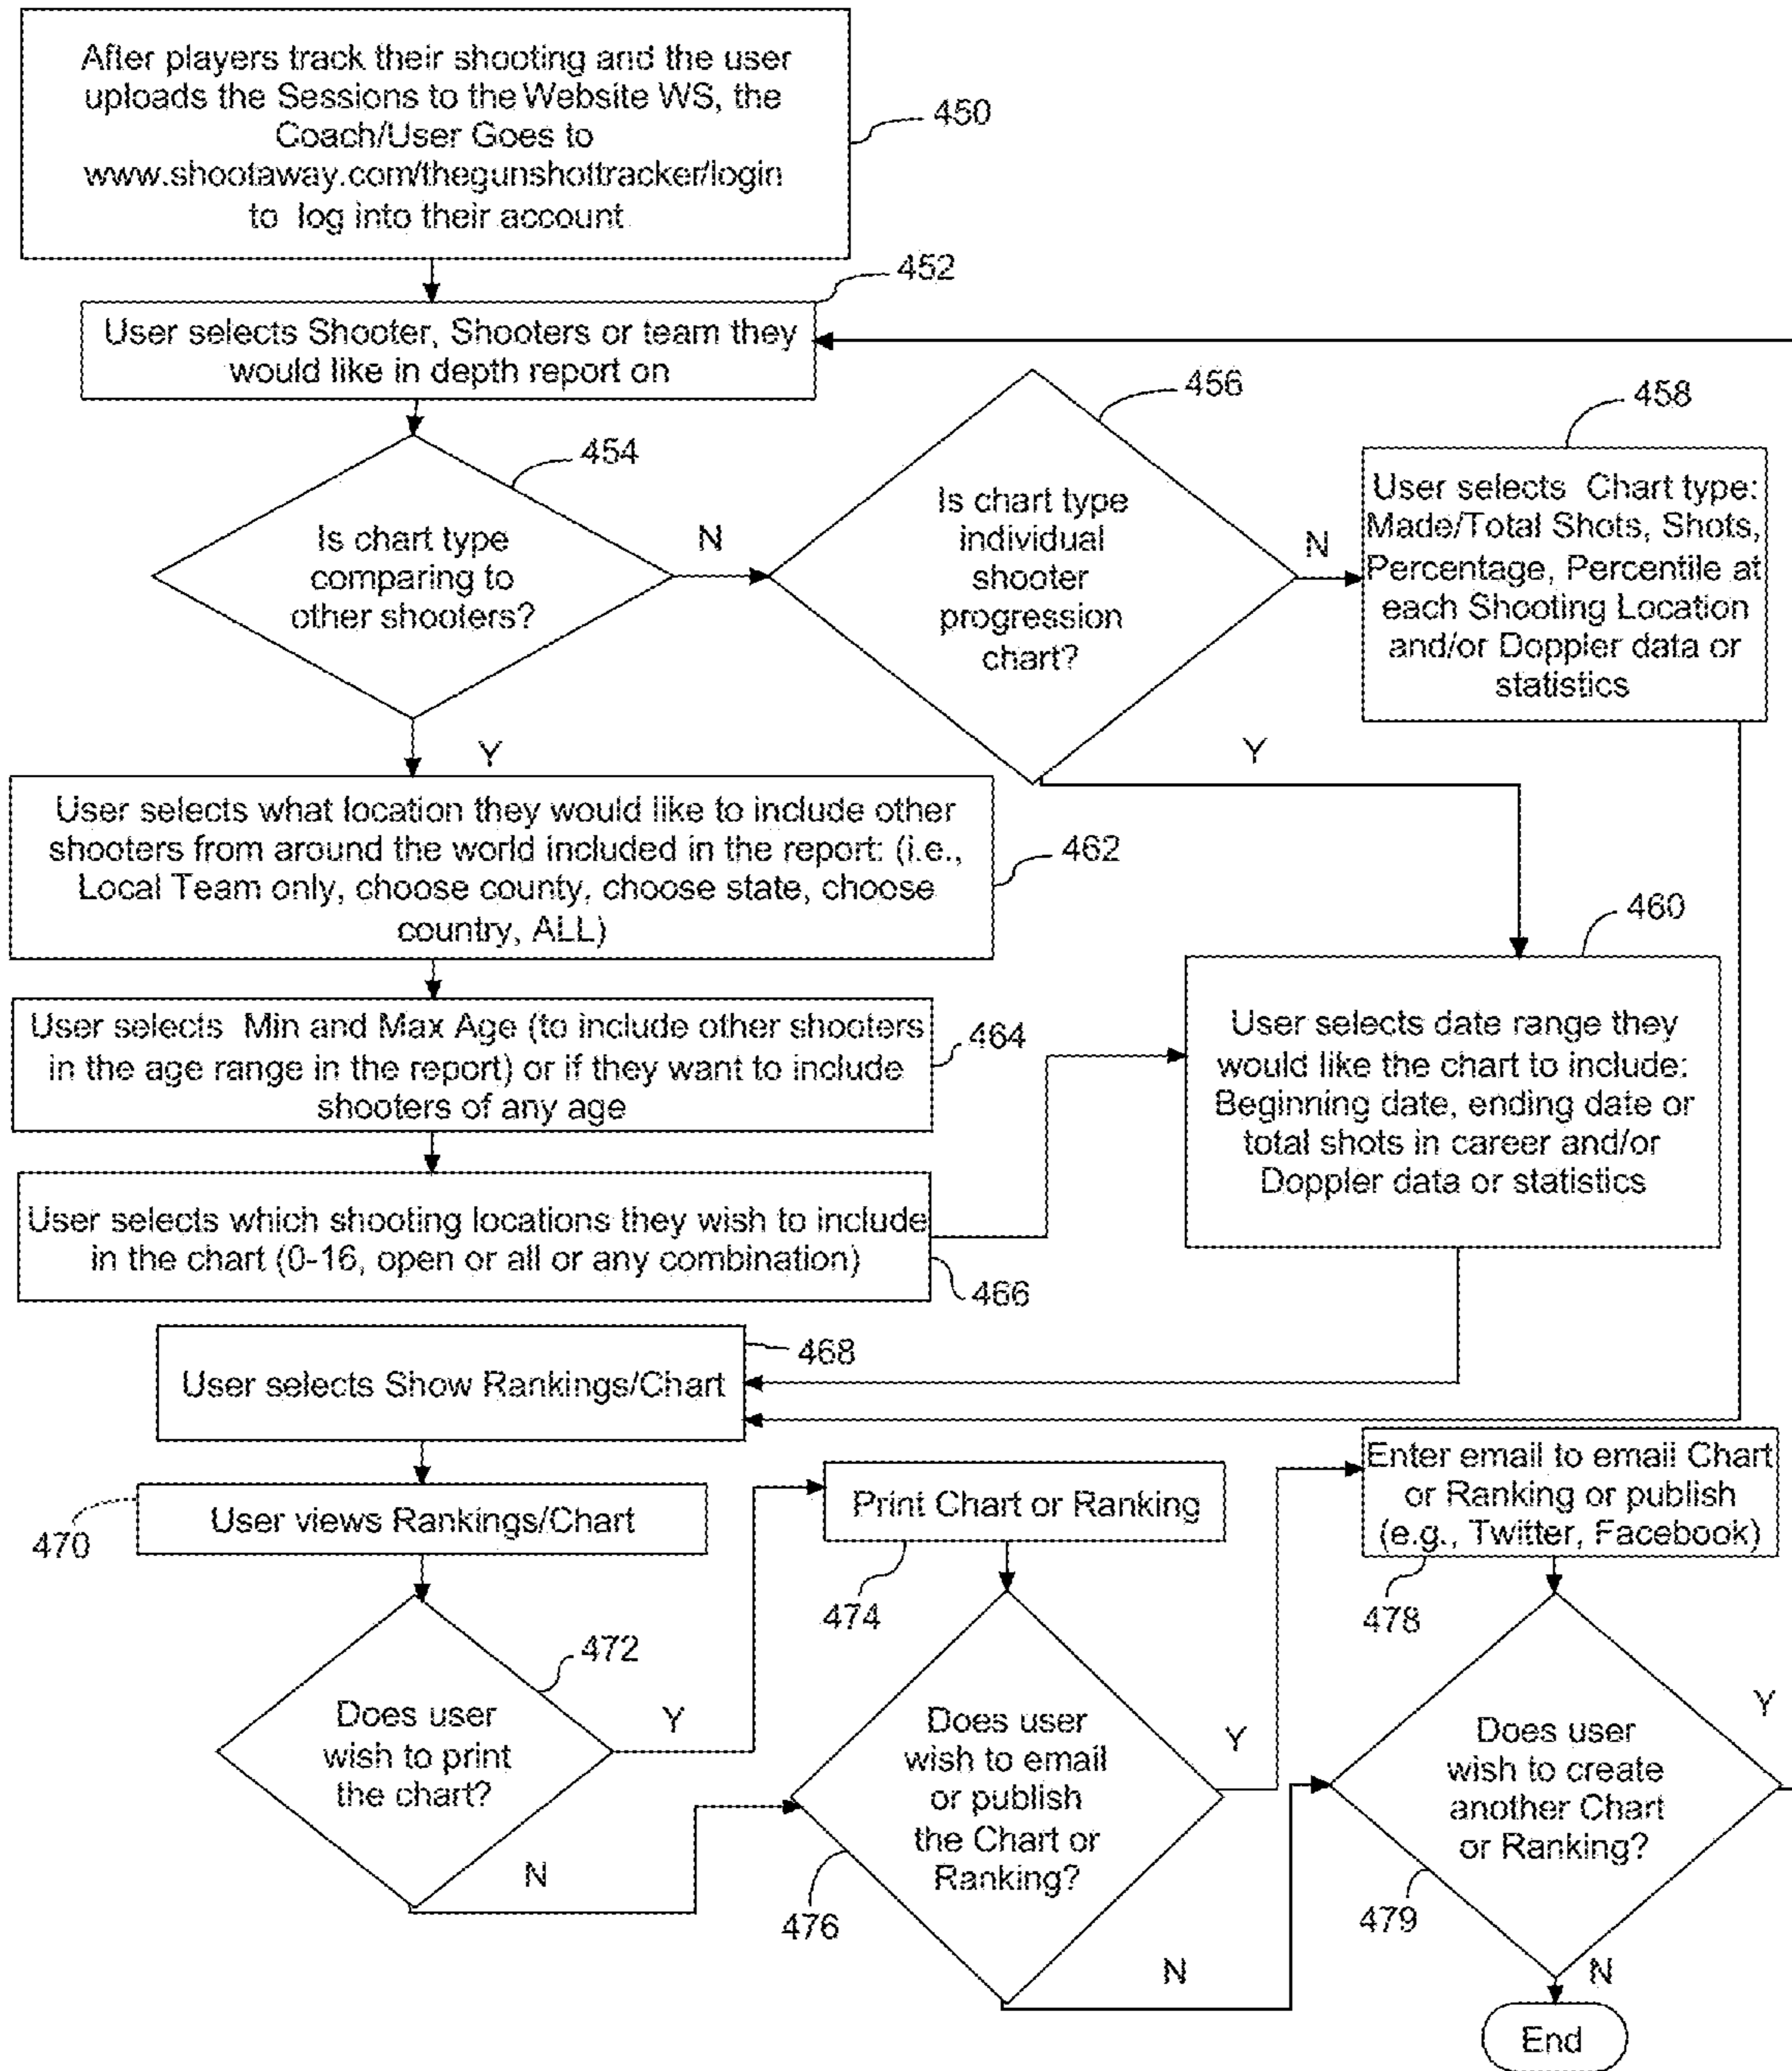 After players track their shooting and the user
uploads the Sessions to the Website WS, the
Coach/User Goes to
www.shootaway.com/thegunshottracker/login
to log into their account
450
452
User selects Shooter, Shooters or team they
would like in depth report on
454
Is chart type
comparing to
other shooters?
N
Y
456
Is chart type
individual
shooter
progression
chart?
N
Y
458
User selects Chart type:
Made/Total Shots, Shots,
Percentage, Percentile at
each Shooting Location
and/or Doppler data or
statistics
User selects what location they would like to include other
shooters from around the world included in the report: (i.e.,
Local Team only, choose county, choose state, choose
country, ALL)
462
460
User selects date range they
would like the chart to include:
Beginning date, ending date or
total shots in career and/or
Doppler data or statistics
User selects Min and Max Age (to include other shooters
in the age range in the report) or if they want to include
shooters of any age
464
User selects which shooting locations they wish to include
in the chart (0-16, open or all or any combination)
466
468
User selects Show Rankings/Chart
470
User views Rankings/Chart
472
Does user
wish to print
the chart?
Y
N
Print Chart or Ranking
474
Does user
wish to email
or publish
the Chart or
Ranking?
476
Y
N
Enter email to email Chart
or Ranking or publish
(e.g., Twitter, Facebook)
478
Does user
wish to create
another Chart
or Ranking?
479
Y
N
End